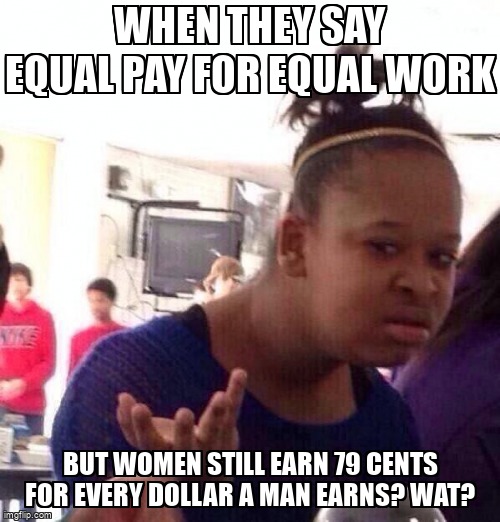 WHEN THEY SAY
EQUAL PAY FOR EQUAL WORK
NIKE
BUT WOMEN STILL EARN 79 CENTS
FOR EVERY DOLLAR A MAN EARNS? WAT?
imgflip.com